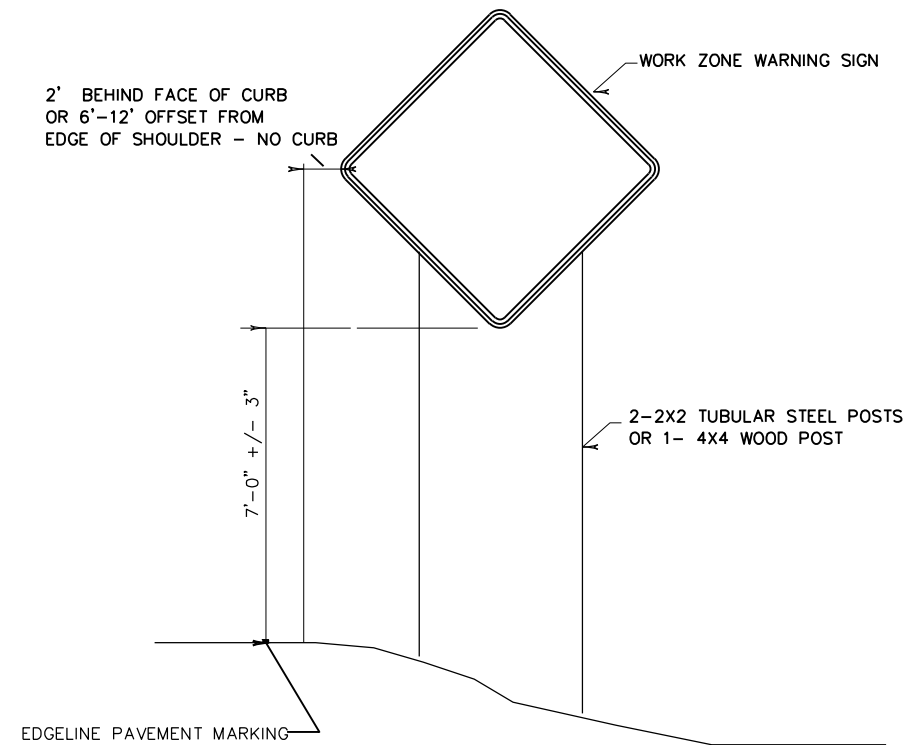 WORK ZONE WARNING SIGN
2' BEHIND FACE OF CURB
OR 6'-12' OFFSET FROM
EDGE OF SHOULDER - NO CURB
7'-0" +/- 3"
2-2X2 TUBULAR STEEL POSTS
OR 1- 4X4 WOOD POST
EDGELINE PAVEMENT MARKING